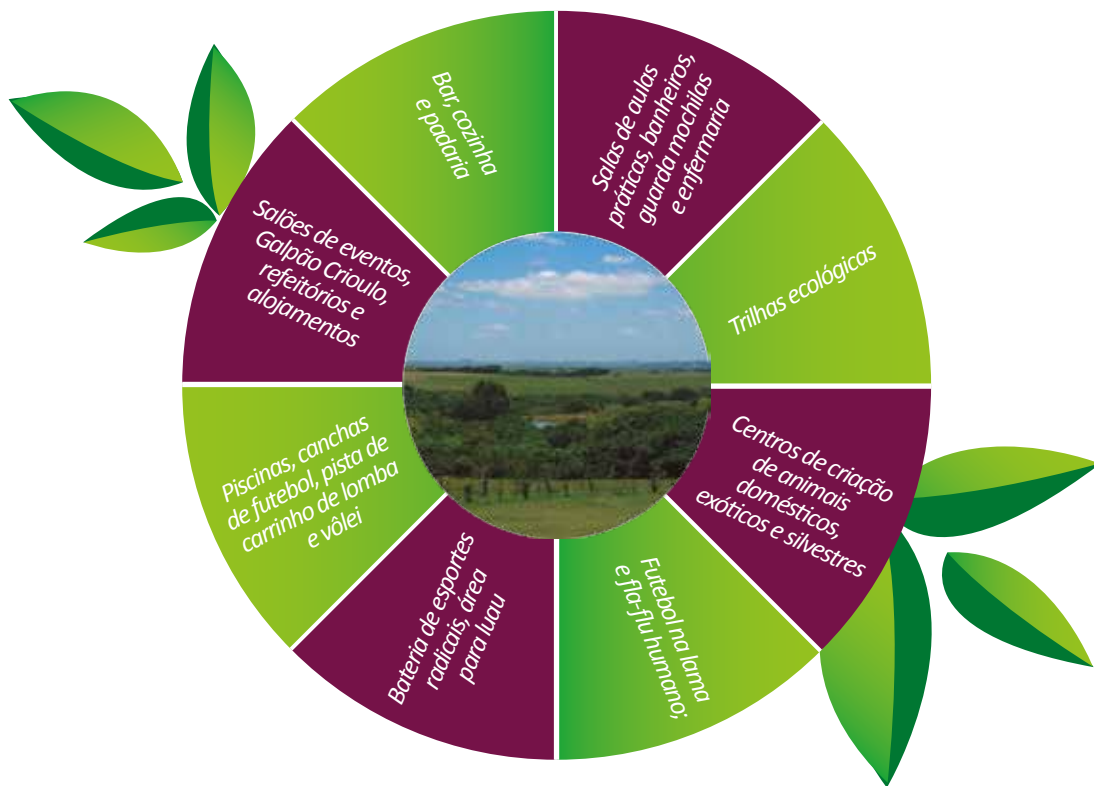 Bar, cozinha
e padaria
Salas de aulas
práticas, banheiros,
guarda mochilas
e enfermaria
Trilhas ecológicas
Centros de criação
de animais
domésticos,
exóticos e silvestres
Futebol na lama
e fla-flu humano;
Bateria de esportes
radicais, área
para luau
Piscinas, canchas
de futebol, pista de
carrinho de lomba
e vôlei
Salões de eventos,
Galpão Crioulo,
refeitórios e
alojamentos